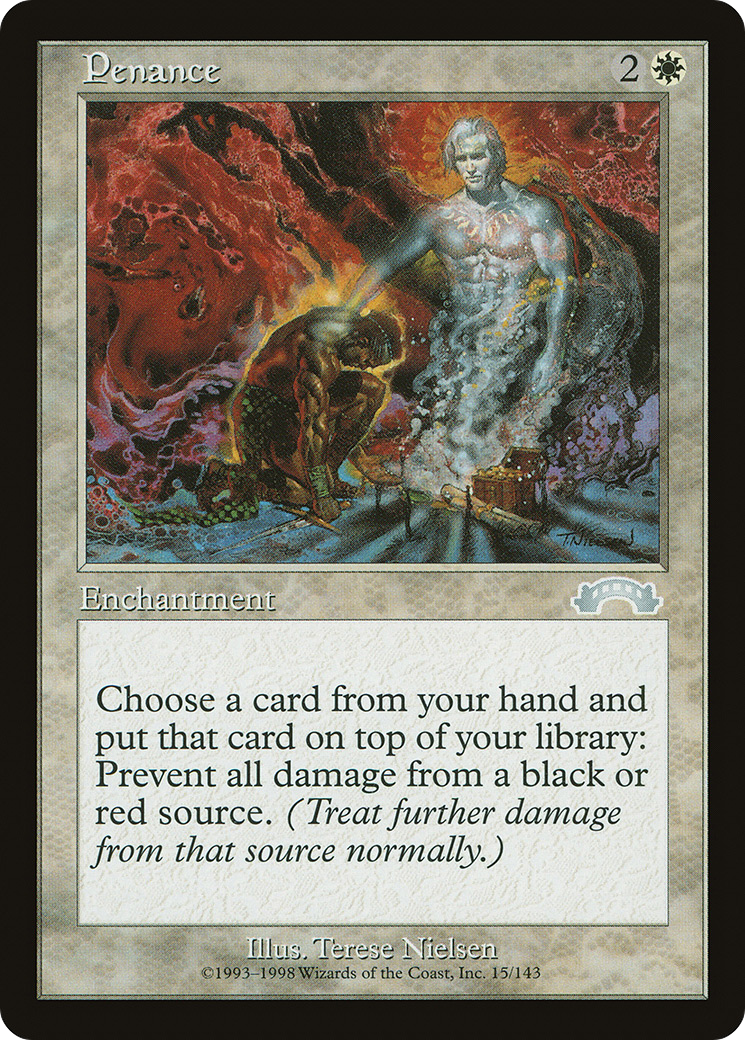 Penance
2
T. NIELSEN
Enchantment
Choose a card from your hand and
put that card on top of your library:
Prevent all damage from a black or
red source. (Treat further damage
from that source normally.)
Illus. Terese Nielsen
©1993–1998 Wizards of the Coast, Inc. 15/143